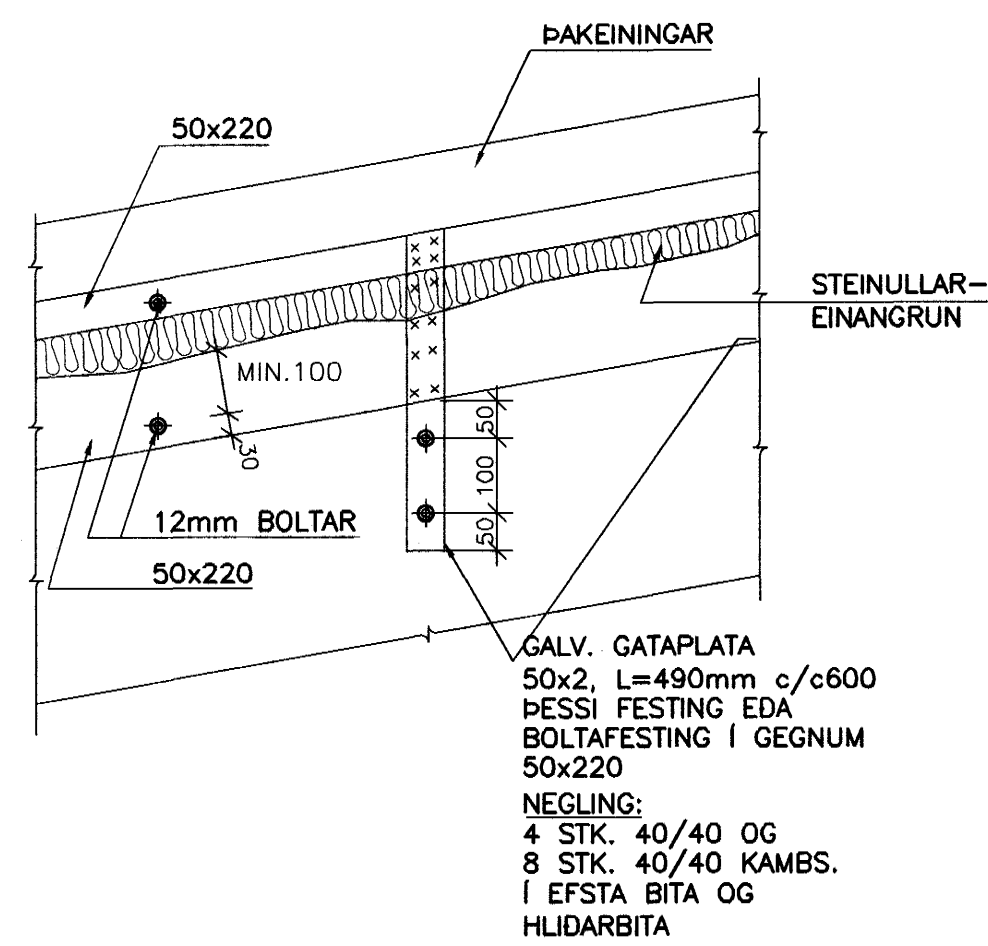 ÞAKEININGAR
50x220
STEINULLAR-
EINANGRUN
MIN.100
30
50
100
50
12mm BOLTAR
50x220
GALV. GATAPLATA
50x2, L=490mm c/c600
ÞESSI FESTING EÐA
BOLTAFESTING Í GEGNUM
50x220
NEGLING:
4 STK. 40/40 OG
8 STK. 40/40 KAMBS.
Í EFSTA BITA OG
HLIÐARBITA